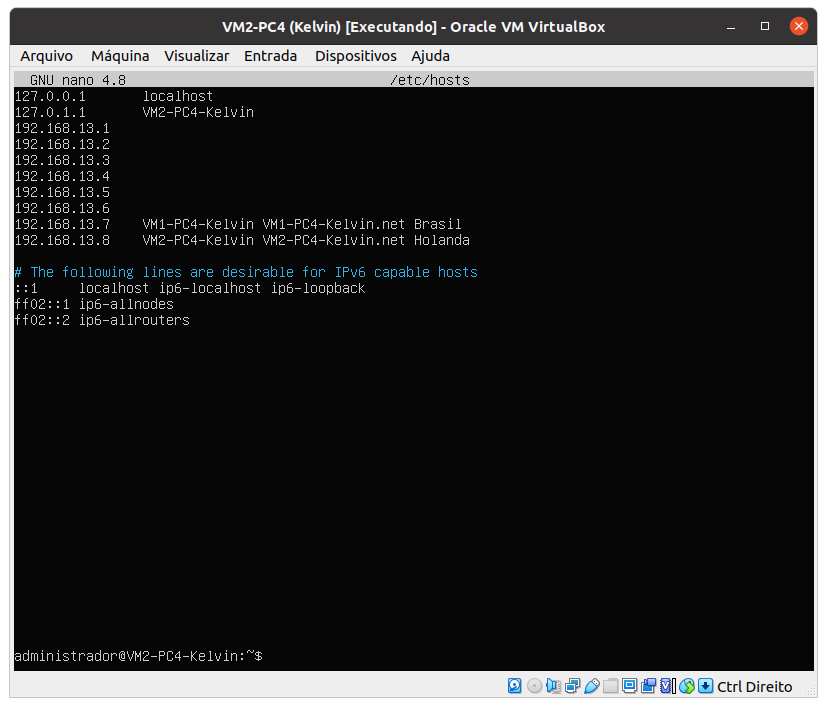 VM2-PC4 (Kelvin) [Executando] - Oracle VM VirtualBox
Arquivo Máquina Visualizar Entrada Dispositivos Ajuda
GNU nano 4.8 /etc/hosts
127.0.0.1 localhost
127.0.1.1 VM2-PC4-Kelvin
192.168.13.1
192.168.13.2
192.168.13.3
192.168.13.4
192.168.13.5
192.168.13.6
192.168.13.7 VM1-PC4-Kelvin VM1-PC4-Kelvin.net Brasil
192.168.13.8 VM2-PC4-Kelvin VM2-PC4-Kelvin.net Holanda
# The following lines are desirable for IPv6 capable hosts
::1 localhost ip6-localhost ip6-loopback
ff02::1 ip6-allnodes
ff02::2 ip6-allrouters
administrador@VM2-PC4-Kelvin:~$
Ctrl Direito